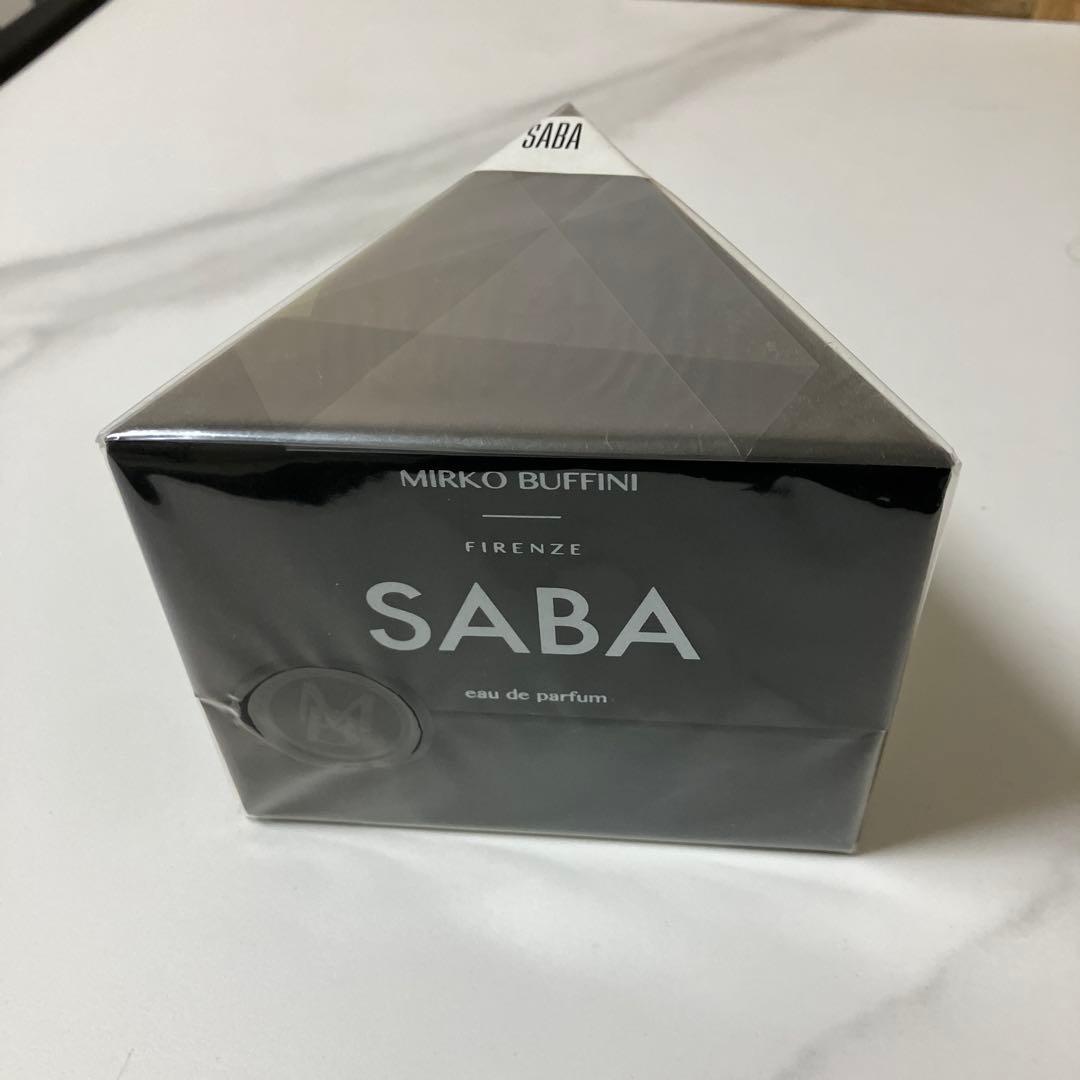 SABA
MIRKO BUFFINI
FIRENZE
SABA
eau de parfum